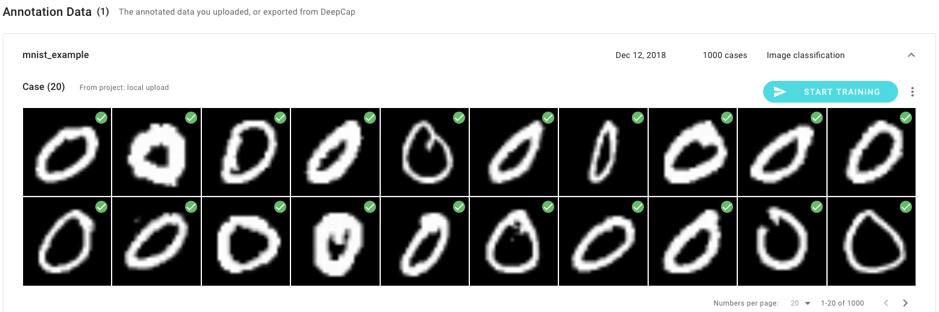 Annotation Data (1) The annotated data you uploaded, or exported from DeepCap
mnist_example Dec 12, 2018 1000 cases Image classification
Case (20) From project: local upload START TRAINING
Numbers per page: 20 1-20 of 1000